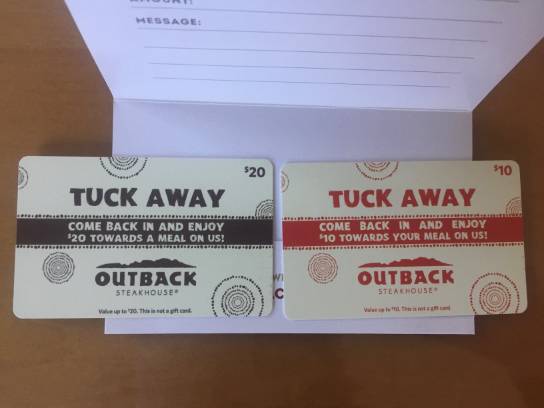 AMOUNT:
MESSAGE:
$20
TUCK AWAY
COME BACK IN AND ENJOY
$20 TOWARDS A MEAL ON US!
OUTBACK
STEAKHOUSE®
Value up to $20. This is not a gift card.
$10
TUCK AWAY
COME BACK IN AND ENJOY
$10 TOWARDS YOUR MEAL ON US!
OUTBACK
STEAKHOUSE®
Value up to $10. This is not a gift card.